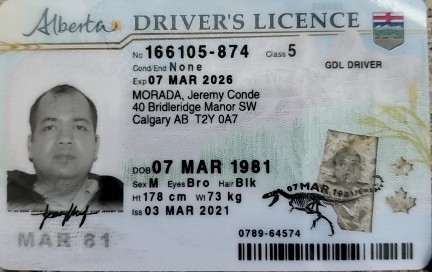 Alberta DRIVER'S LICENCE
No 166105-874 Class 5
Cond/End None GDL DRIVER
Exp 07 MAR 2026
MORADA, Jeremy Conde
40 Bridleridge Manor SW
Calgary AB T2Y 0A7
DOB 07 MAR 1981
Sex M Eyes Bro Hair Blk
Ht 178 cm Wt 73 kg
Iss 03 MAR 2021
07 MAR 1981
MAR 81
0789-64574